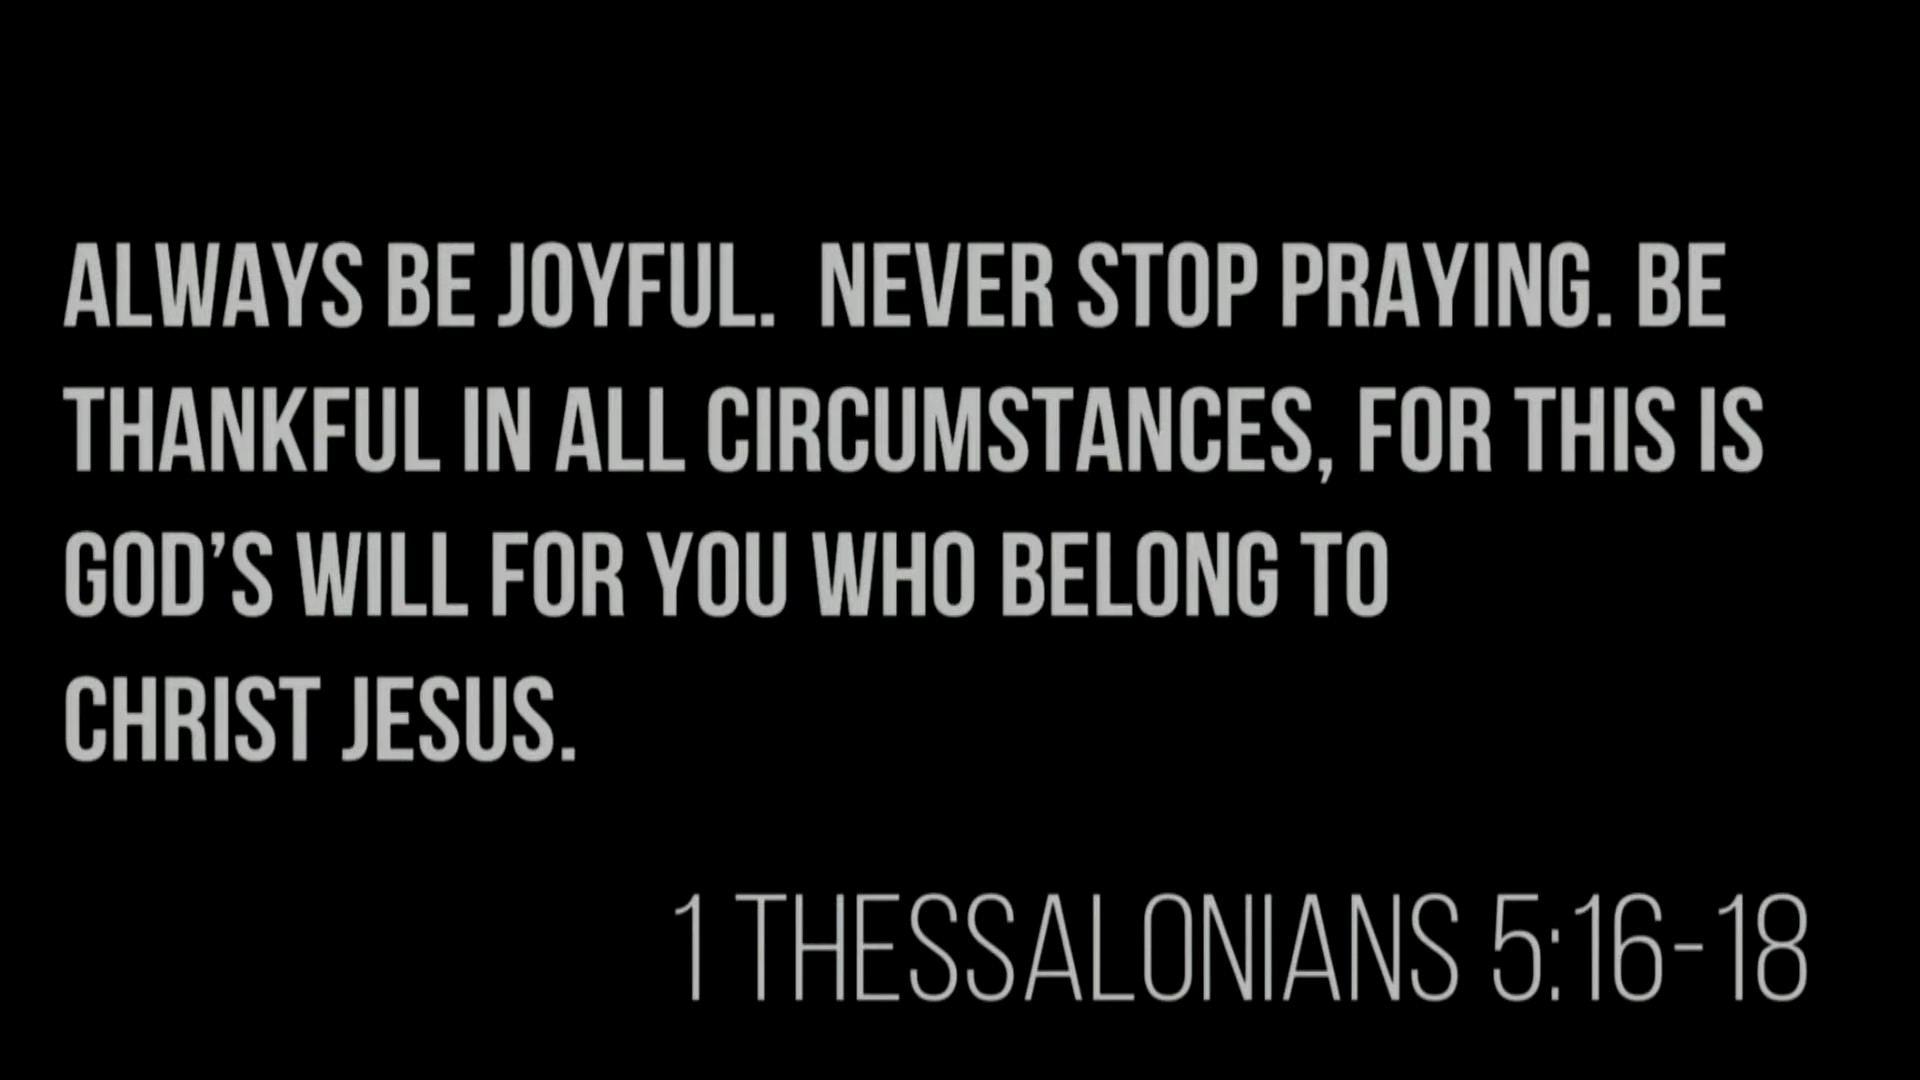 ALWAYS BE JOYFUL.  NEVER STOP PRAYING. BE
THANKFUL IN ALL CIRCUMSTANCES, FOR THIS IS
GOD’S WILL FOR YOU WHO BELONG TO
CHRIST JESUS.
1 THESSALONIANS 5:16-18